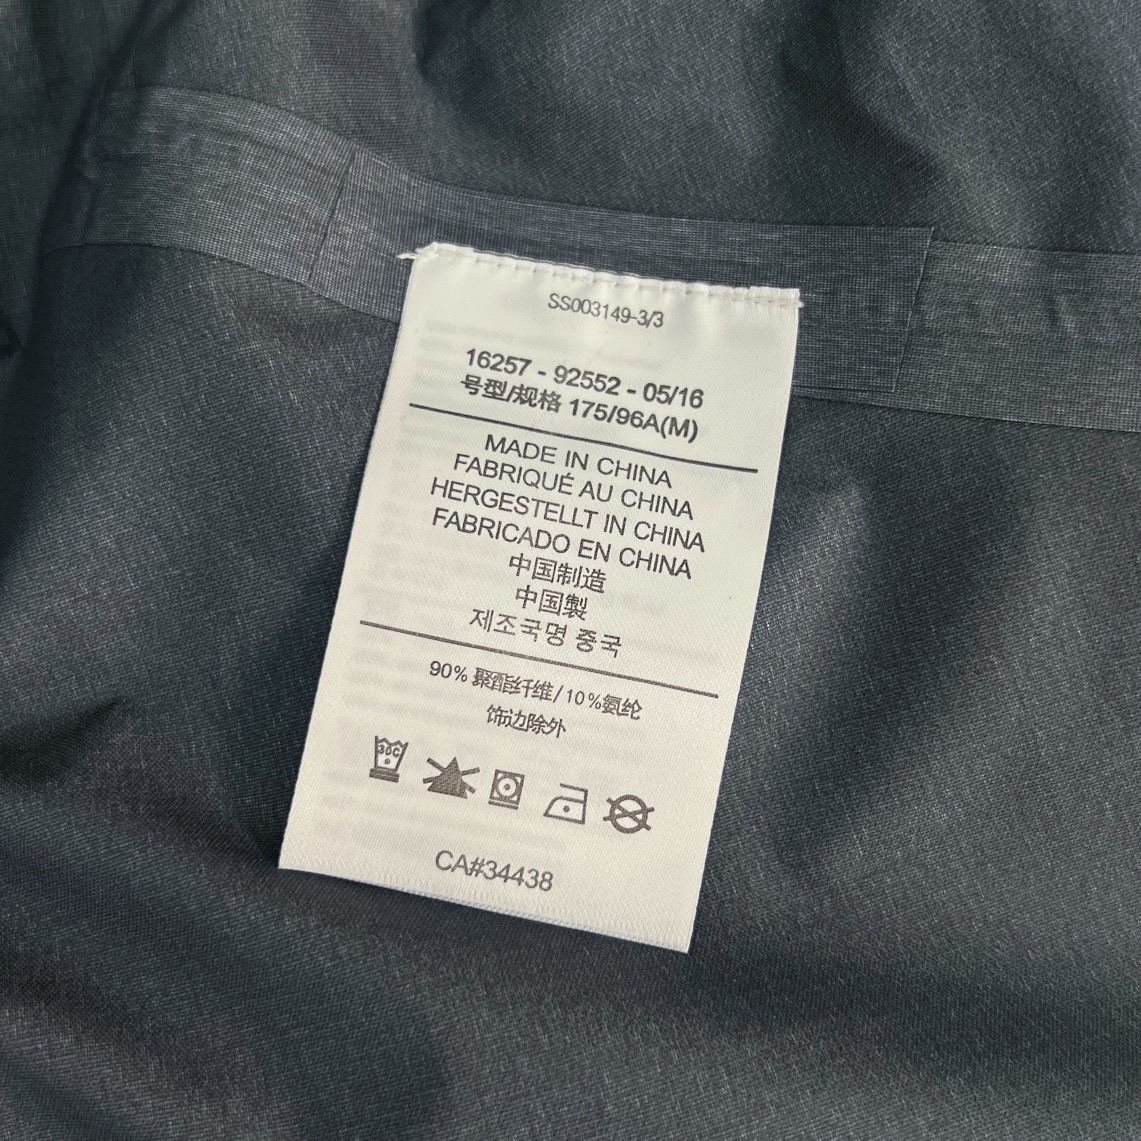 SS003149-3/3
16257 - 92552 - 05/16
号型/规格 175/96A(M)
MADE IN CHINA
FABRIQUÉ AU CHINA
HERGESTELLT IN CHINA
FABRICADO EN CHINA
中国制造
中国製
제조국명 중국
90% 聚酯纤维/10%氨纶
饰边除外
30C
CA#34438